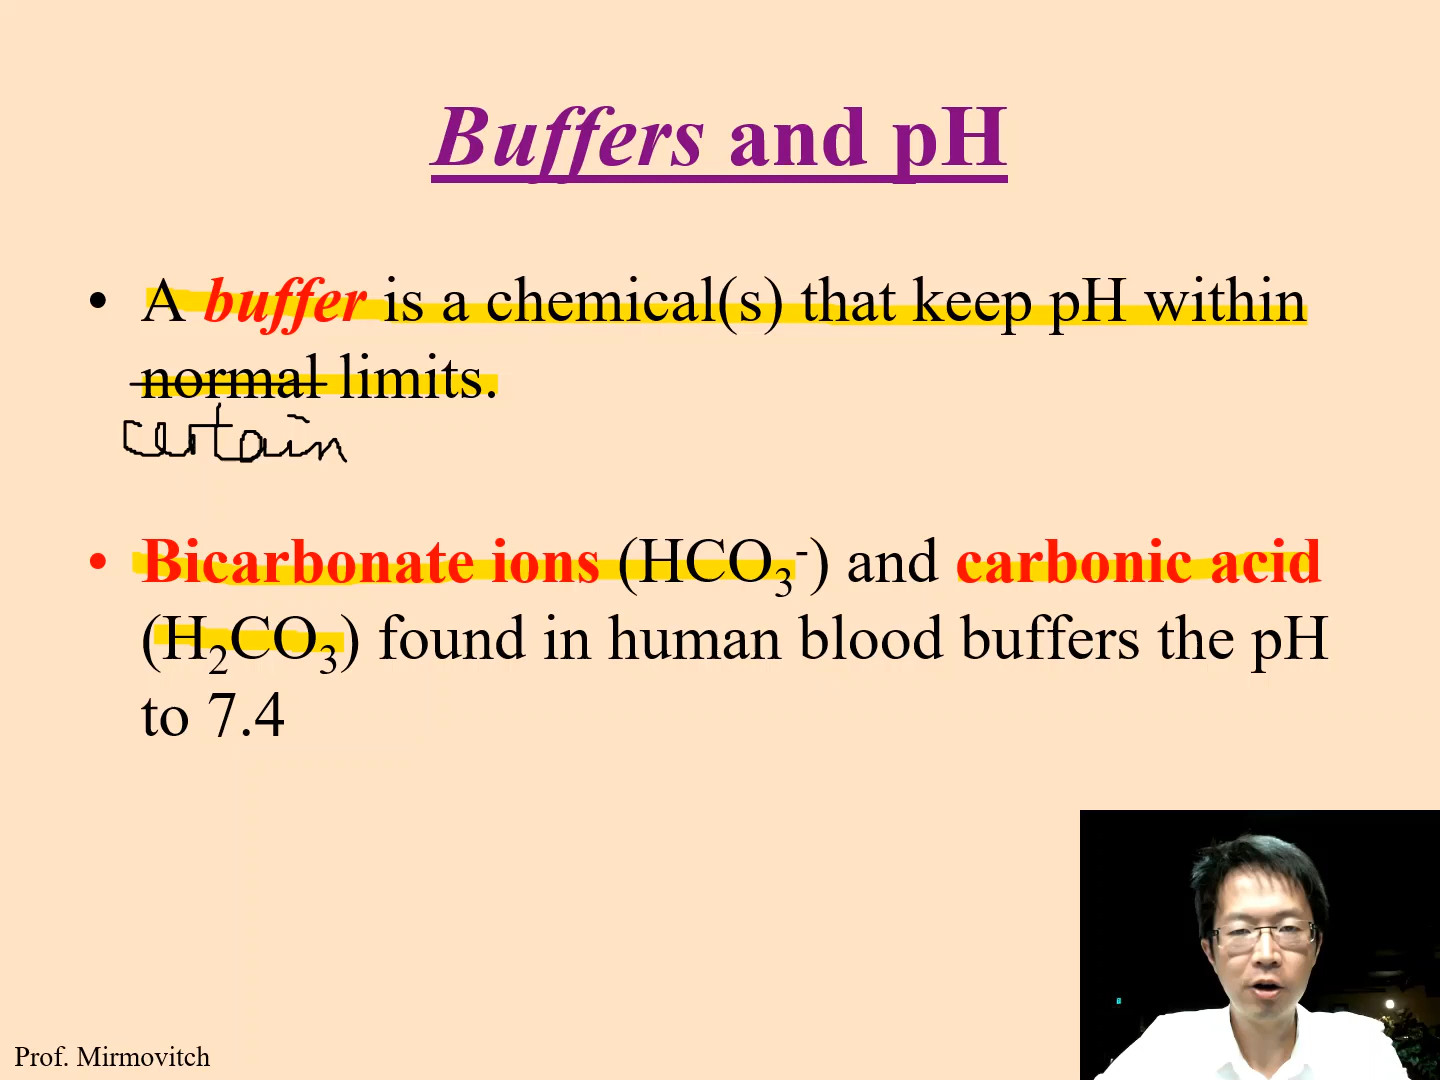 Buffers and pH
• A buffer is a chemical(s) that keep pH within
normal limits.
certain
• Bicarbonate ions (HCO₃⁻) and carbonic acid
(H₂CO₃) found in human blood buffers the pH
to 7.4
Prof. Mirmovitch